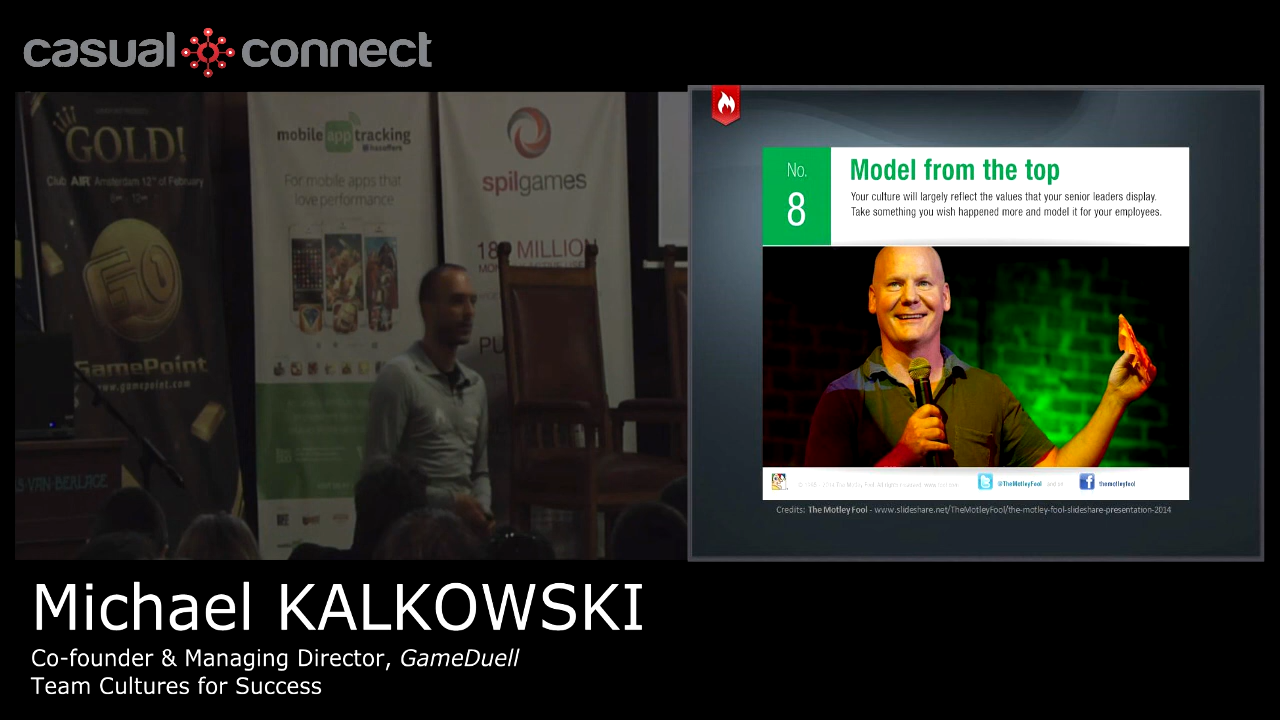 casual connect
GOLD!
Club AIR Amsterdam 12th of February
GamePoint
www.gamepoint.com
mobile app tracking
For mobile apps that
love performance
spilgames
MILLION
PU
No.
8
Model from the top
Your culture will largely reflect the values that your senior leaders display.
Take something you wish happened more and model it for your employees.
@TheMotleyFool
themotleyfool
Credits: The Motley Fool - www.slideshare.net/TheMotleyFool/the-motley-fool-slideshare-presentation-2014
Michael KALKOWSKI
Co-founder & Managing Director, GameDuell
Team Cultures for Success